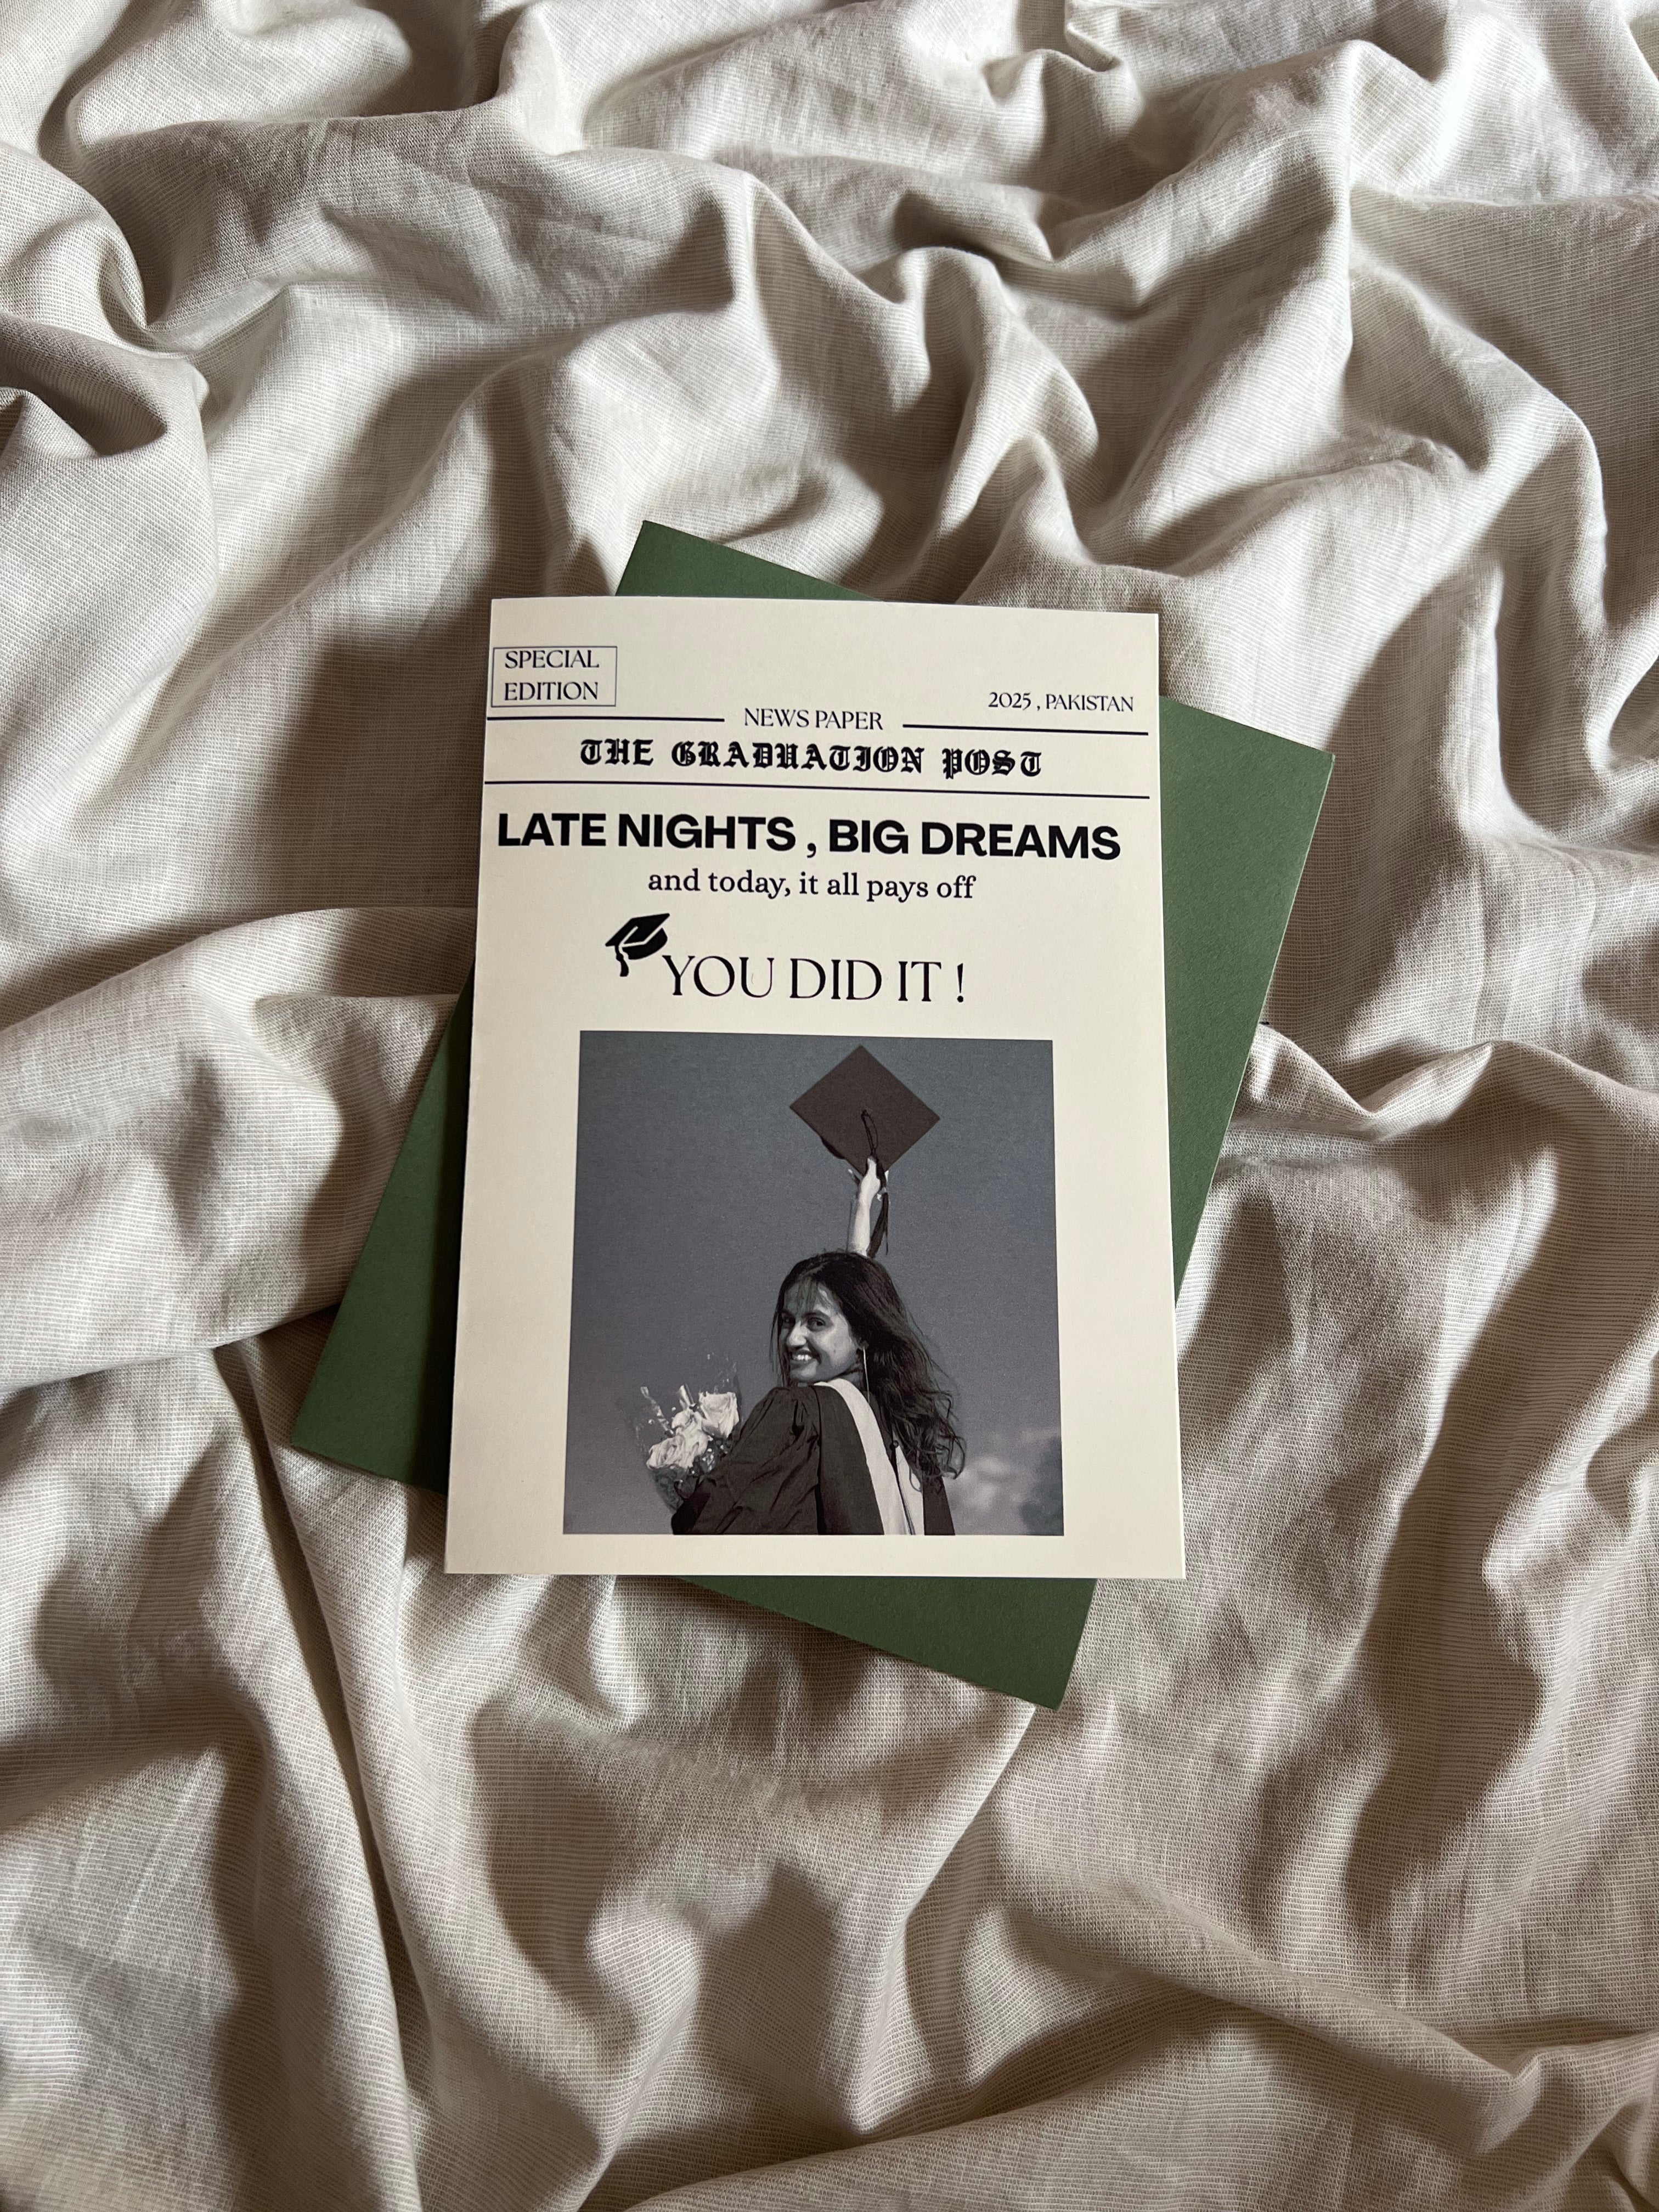 SPECIAL
EDITION
2025 , PAKISTAN
NEWS PAPER
THE GRADUATION POST
LATE NIGHTS , BIG DREAMS
and today, it all pays off
YOU DID IT !